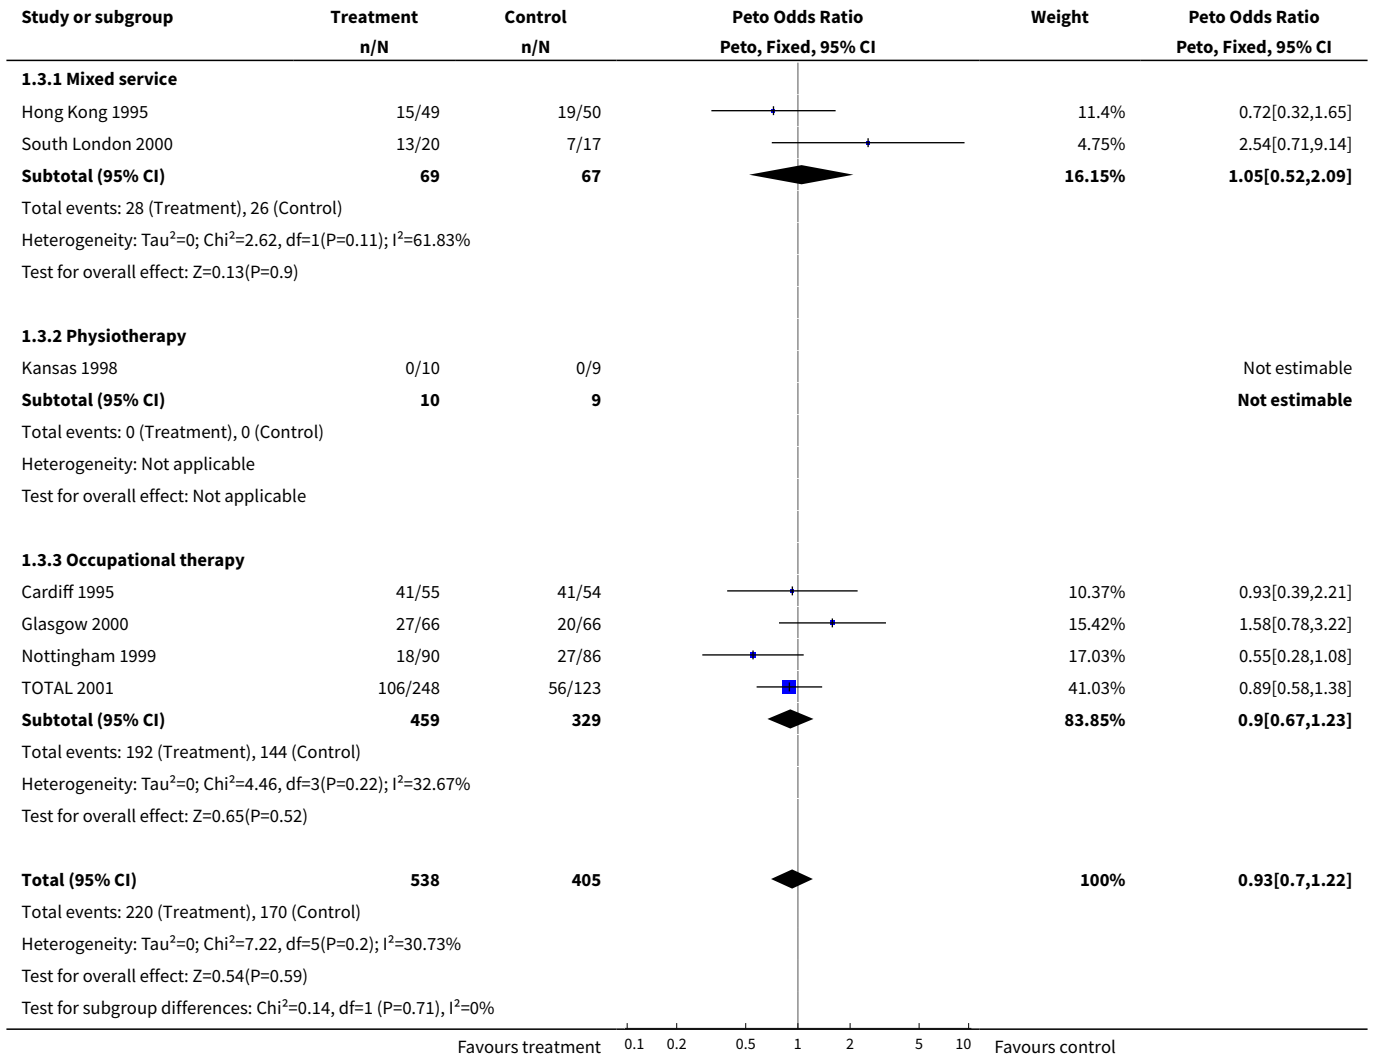 Study or subgroup Treatment Control Peto Odds Ratio Weight Peto Odds Ratio
n/N n/N Peto, Fixed, 95% CI Peto, Fixed, 95% CI
1.3.1 Mixed service
Hong Kong 1995 15/49 19/50 11.4% 0.72[0.32,1.65]
South London 2000 13/20 7/17 4.75% 2.54[0.71,9.14]
Subtotal (95% CI) 69 67 16.15% 1.05[0.52,2.09]
Total events: 28 (Treatment), 26 (Control)
Heterogeneity: Tau²=0; Chi²=2.62, df=1(P=0.11); I²=61.83%
Test for overall effect: Z=0.13(P=0.9)
1.3.2 Physiotherapy
Kansas 1998 0/10 0/9 Not estimable
Subtotal (95% CI) 10 9 Not estimable
Total events: 0 (Treatment), 0 (Control)
Heterogeneity: Not applicable
Test for overall effect: Not applicable
1.3.3 Occupational therapy
Cardiff 1995 41/55 41/54 10.37% 0.93[0.39,2.21]
Glasgow 2000 27/66 20/66 15.42% 1.58[0.78,3.22]
Nottingham 1999 18/90 27/86 17.03% 0.55[0.28,1.08]
TOTAL 2001 106/248 56/123 41.03% 0.89[0.58,1.38]
Subtotal (95% CI) 459 329 83.85% 0.9[0.67,1.23]
Total events: 192 (Treatment), 144 (Control)
Heterogeneity: Tau²=0; Chi²=4.46, df=3(P=0.22); I²=32.67%
Test for overall effect: Z=0.65(P=0.52)
Total (95% CI) 538 405 100% 0.93[0.7,1.22]
Total events: 220 (Treatment), 170 (Control)
Heterogeneity: Tau²=0; Chi²=7.22, df=5(P=0.2); I²=30.73%
Test for overall effect: Z=0.54(P=0.59)
Test for subgroup differences: Chi²=0.14, df=1 (P=0.71), I²=0%
Favours treatment 0.1 0.2 0.5 1 2 5 10 Favours control